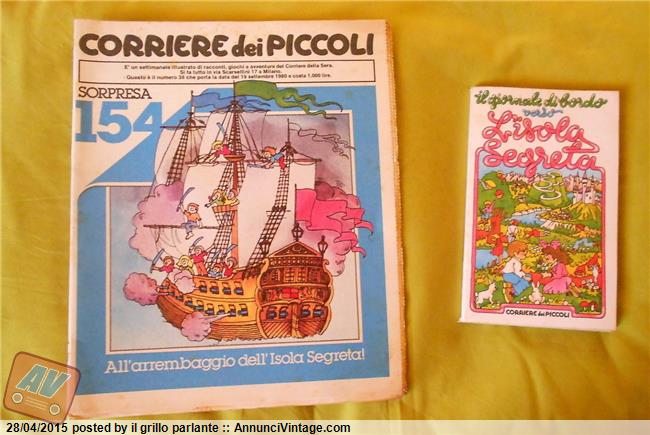 CORRIERE dei PICCOLI
E' un settimanale illustrato di racconti, giochi e avventura del Corriere della Sera.
Si fa tutto in via Scarsellini 17 a Milano.
Questo è il numero 38 che porta la data del 19 settembre 1980 e costa 1,000 lire.
SORPRESA
154
All'arrembaggio dell'Isola Segreta!
il giornale di bordo
verso
L'isola
Segreta
CORRIERE dei PICCOLI
AV
28/04/2015 posted by il grillo parlante :: AnnunciVintage.com